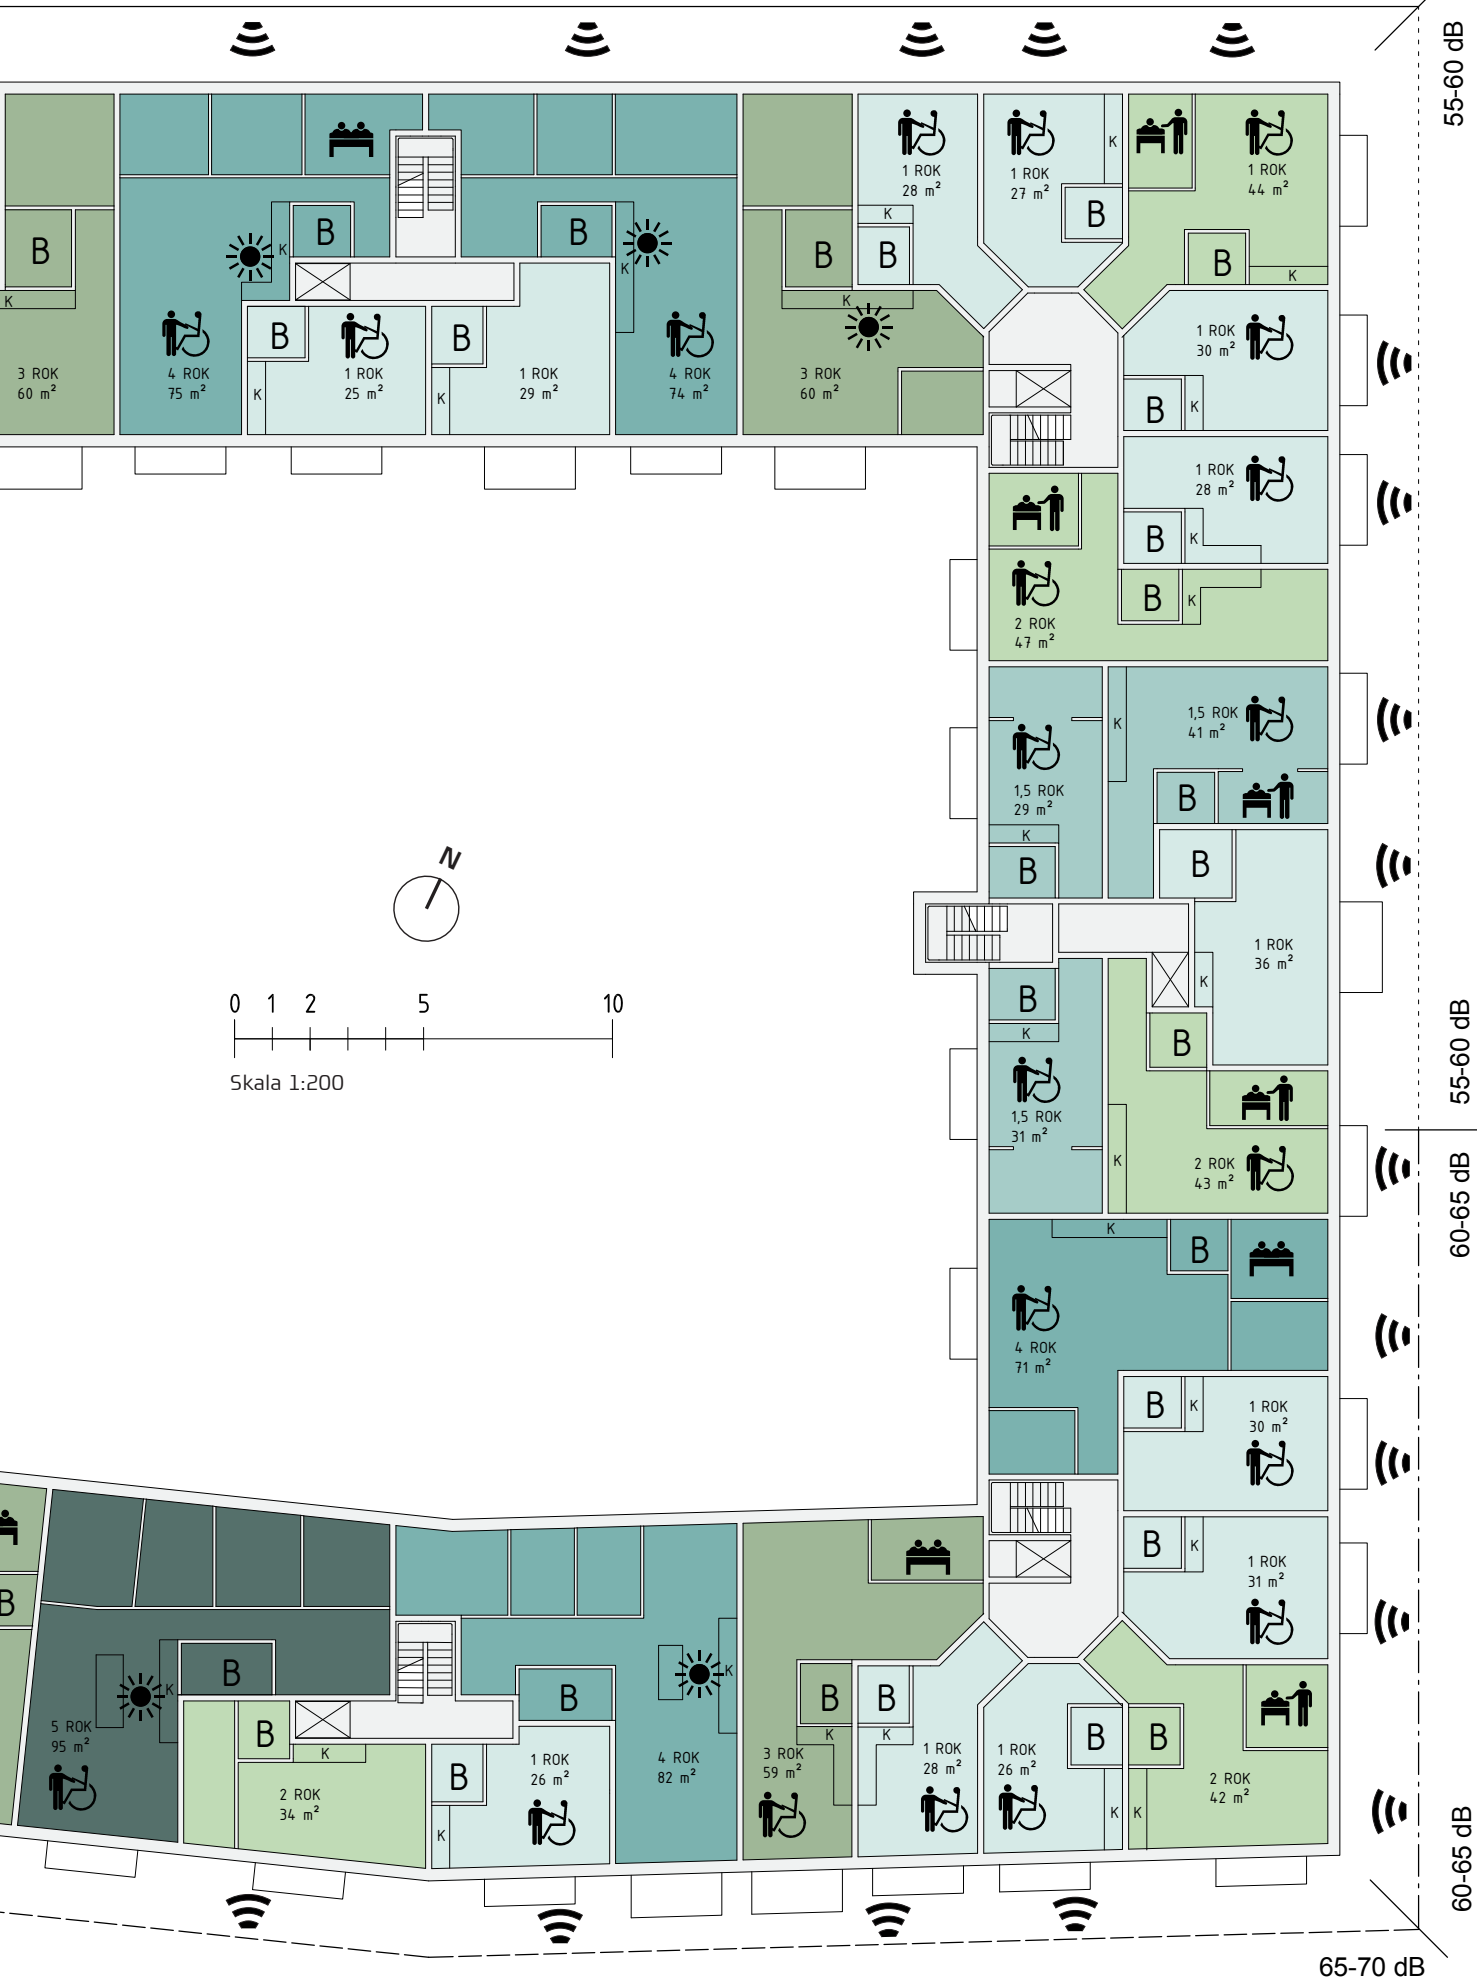 55-60 dB
1 ROK
28 m²
1 ROK
27 m²
K
1 ROK
44 m²
B
K
B
B
K
B
K
B
B
K
B
K
B
B
K
K
K
3 ROK
60 m²
4 ROK
75 m²
B
K
1 ROK
25 m²
B
K
1 ROK
29 m²
4 ROK
74 m²
3 ROK
60 m²
1 ROK
30 m²
B
K
1 ROK
28 m²
B
K
2 ROK
47 m²
B
K
1,5 ROK
41 m²
K
1,5 ROK
29 m²
B
K
B
B
N
1 ROK
36 m²
K
B
K
0 1 2 5 10
Skala 1:200
B
1,5 ROK
31 m²
K
2 ROK
43 m²
55-60 dB
60-65 dB
K
B
4 ROK
71 m²
B
K
1 ROK
30 m²
B
K
1 ROK
31 m²
B
B
K
5 ROK
95 m²
B
K
2 ROK
34 m²
B
K
1 ROK
26 m²
B
K
4 ROK
82 m²
B
K
3 ROK
59 m²
B
K
1 ROK
28 m²
B
K
1 ROK
26 m²
B
K
2 ROK
42 m²
60-65 dB
65-70 dB